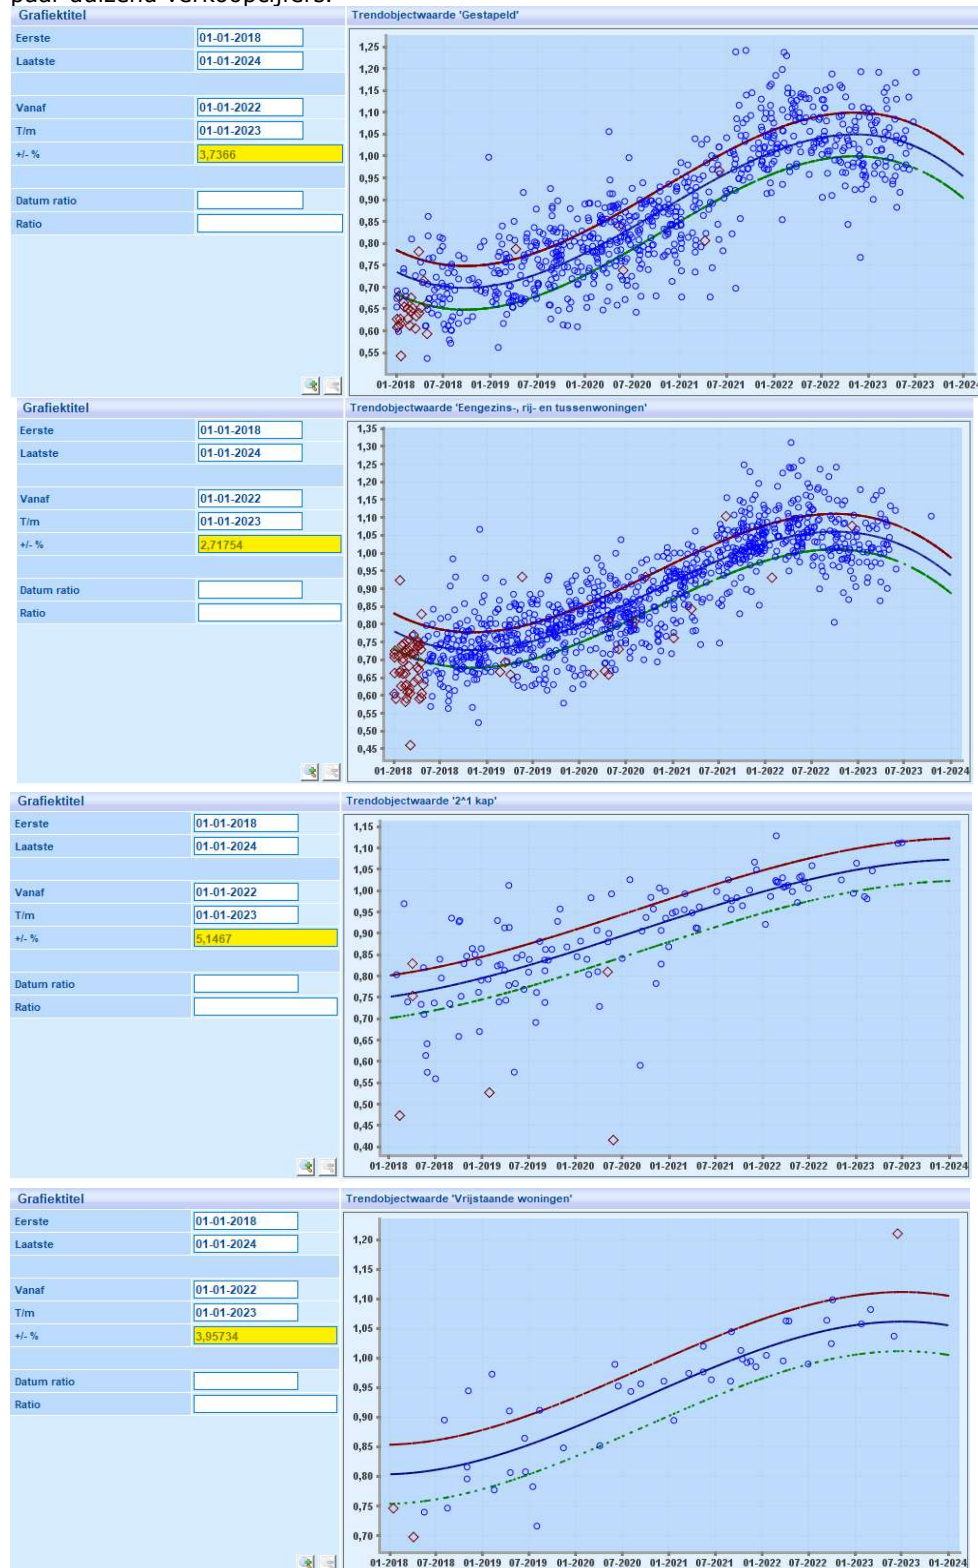 paar duizend verkoopcijfers.
Grafiektitel
Eerste 01-01-2018
Laatste 01-01-2024
Vanaf 01-01-2022
T/m 01-01-2023
+/- % 3,7366
Datum ratio
Ratio
Trendobjectwaarde 'Gestapeld'
1,25
1,20
1,15
1,10
1,05
1,00
0,95
0,90
0,85
0,80
0,75
0,70
0,65
0,60
0,55
01-2018 07-2018 01-2019 07-2019 01-2020 07-2020 01-2021 07-2021 01-2022 07-2022 01-2023 07-2023 01-2024
Grafiektitel
Eerste 01-01-2018
Laatste 01-01-2024
Vanaf 01-01-2022
T/m 01-01-2023
+/- % 2,71754
Datum ratio
Ratio
Trendobjectwaarde 'Eengezins-, rij- en tussenwoningen'
1,35
1,30
1,25
1,20
1,15
1,10
1,05
1,00
0,95
0,90
0,85
0,80
0,75
0,70
0,65
0,60
0,55
0,50
0,45
01-2018 07-2018 01-2019 07-2019 01-2020 07-2020 01-2021 07-2021 01-2022 07-2022 01-2023 07-2023 01-2024
Grafiektitel
Eerste 01-01-2018
Laatste 01-01-2024
Vanaf 01-01-2022
T/m 01-01-2023
+/- % 5,1467
Datum ratio
Ratio
Trendobjectwaarde '2^1 kap'
1,15
1,10
1,05
1,00
0,95
0,90
0,85
0,80
0,75
0,70
0,65
0,60
0,55
0,50
0,45
0,40
01-2018 07-2018 01-2019 07-2019 01-2020 07-2020 01-2021 07-2021 01-2022 07-2022 01-2023 07-2023 01-2024
Grafiektitel
Eerste 01-01-2018
Laatste 01-01-2024
Vanaf 01-01-2022
T/m 01-01-2023
+/- % 3,95734
Datum ratio
Ratio
Trendobjectwaarde 'Vrijstaande woningen'
1,20
1,15
1,10
1,05
1,00
0,95
0,90
0,85
0,80
0,75
0,70
01-2018 07-2018 01-2019 07-2019 01-2020 07-2020 01-2021 07-2021 01-2022 07-2022 01-2023 07-2023 01-2024